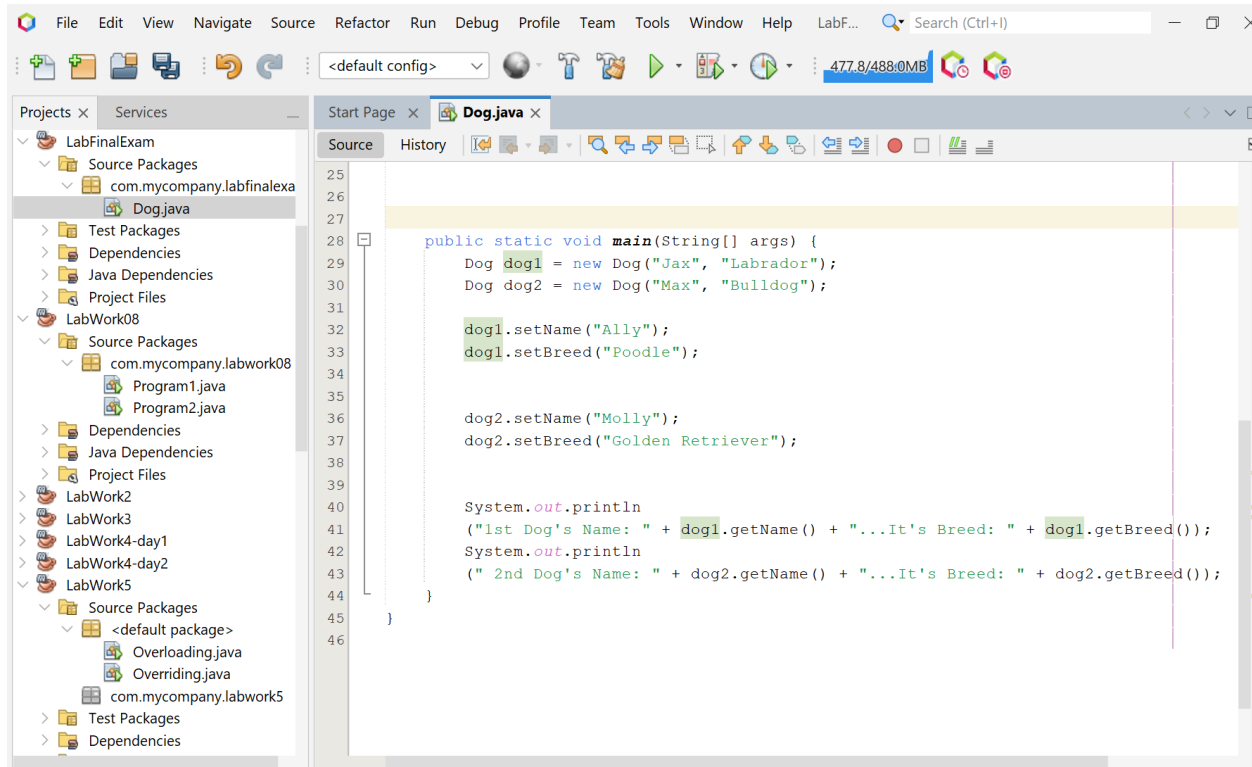 File Edit View Navigate Source Refactor Run Debug Profile Team Tools Window Help LabF... Search (Ctrl+I)
<default config> 477.8/488.0MB
Projects Services
LabFinalExam
Source Packages
com.mycompany.labfinalexa
Dog.java
Test Packages
Dependencies
Java Dependencies
Project Files
LabWork08
Source Packages
com.mycompany.labwork08
Program1.java
Program2.java
Dependencies
Java Dependencies
Project Files
LabWork2
LabWork3
LabWork4-day1
LabWork4-day2
LabWork5
Source Packages
<default package>
Overloading.java
Overriding.java
com.mycompany.labwork5
Test Packages
Dependencies
Start Page Dog.java
Source History
25
26
27
28 public static void main(String[] args) {
29 Dog dog1 = new Dog("Jax", "Labrador");
30 Dog dog2 = new Dog("Max", "Bulldog");
31
32 dog1.setName("Ally");
33 dog1.setBreed("Poodle");
34
35
36 dog2.setName("Molly");
37 dog2.setBreed("Golden Retriever");
38
39
40 System.out.println
41 ("1st Dog's Name: " + dog1.getName() + "...It's Breed: " + dog1.getBreed());
42 System.out.println
43 (" 2nd Dog's Name: " + dog2.getName() + "...It's Breed: " + dog2.getBreed());
44 }
45 }
46